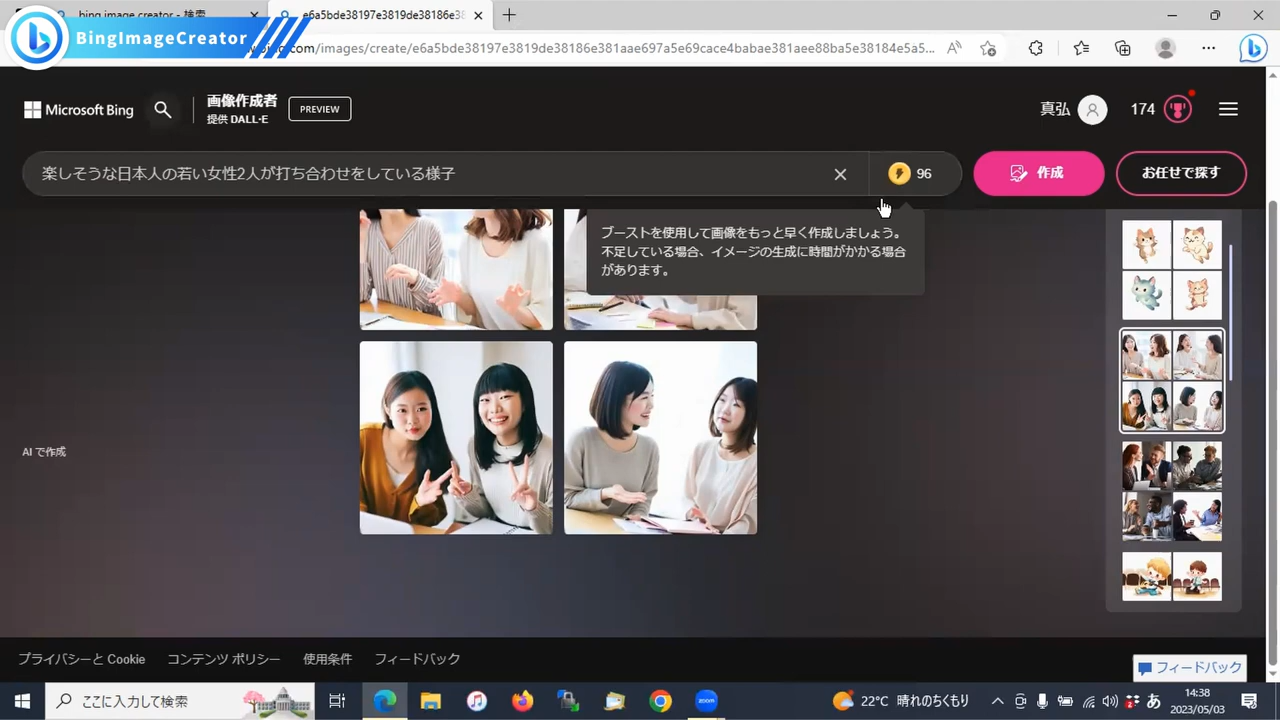 bing image creator - 検索
e6a5bde38197e3819de38186e38
BingImageCreator
bing.com/images/create/e6a5bde38197e3819de38186e381aae697a5e69cace4babae381aee88ba5e38184e5a5...
Microsoft Bing
画像作成者
提供 DALL·E
PREVIEW
真弘
174
楽しそうな日本人の若い女性2人が打ち合わせをしている様子
96
作成
お任せで探す
ブーストを使用して画像をもっと早く作成しましょう。
不足している場合、イメージの生成に時間がかかる場合
があります。
AI で作成
プライバシーと Cookie
コンテンツ ポリシー
使用条件
フィードバック
フィードバック
ここに入力して検索
zoom
22°C 晴れのちくもり
あ
14:38
2023/05/03